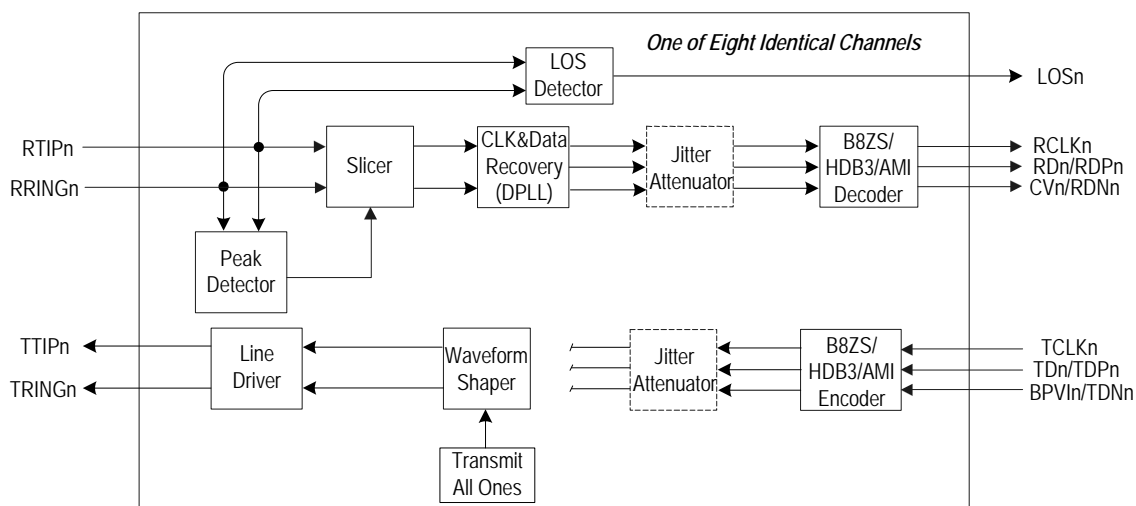 One of Eight Identical Channels
LOS
Detector
LOSn
RTIPn
RRINGn
Slicer
CLK&Data
Recovery
(DPLL)
Jitter
Attenuator
B8ZS/
HDB3/AMI
Decoder
RCLKn
RDn/RDPn
CVn/RDNn
Peak
Detector
TTIPn
TRINGn
Line
Driver
Waveform
Shaper
Jitter
Attenuator
B8ZS/
HDB3/AMI
Encoder
TCLKn
TDn/TDPn
BPVIn/TDNn
Transmit
All Ones